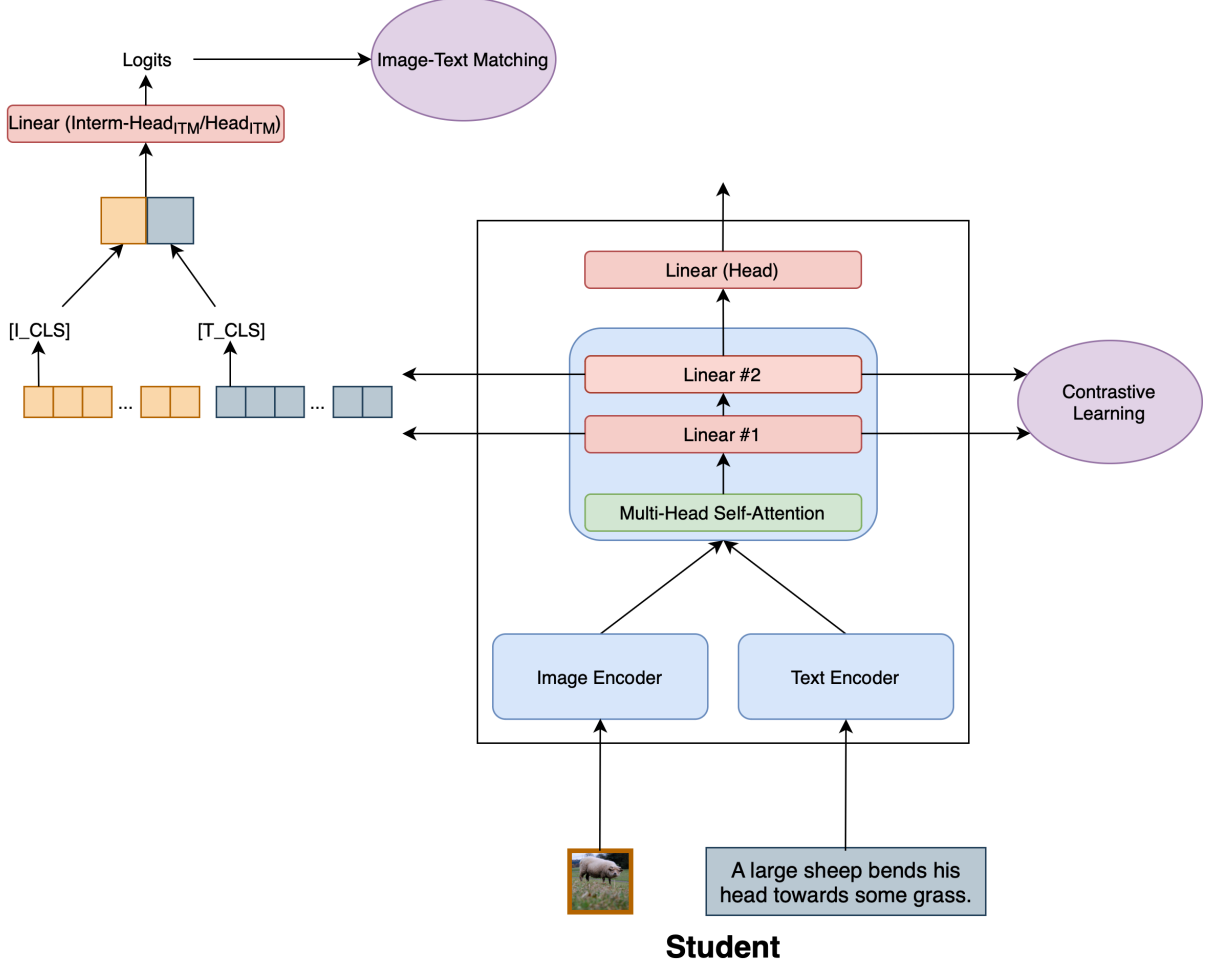 Logits
Image-Text Matching
Linear (Interm-Head_ITM/Head_ITM)
[I_CLS]
[T_CLS]
...
...
Linear (Head)
Linear #2
Linear #1
Multi-Head Self-Attention
Contrastive
Learning
Image Encoder
Text Encoder
A large sheep bends his
head towards some grass.
Student